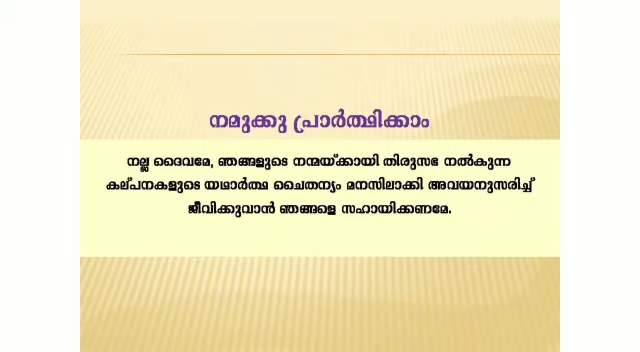 നമുക്കു പ്രാർത്ഥിക്കാം
നല്ല ദൈവമേ, ഞങ്ങളുടെ നന്മയ്ക്കായി തിരുസഭ നൽകുന്ന
കല്പനകളുടെ യഥാർത്ഥ ചൈതന്യം മനസിലാക്കി അവയനുസരിച്ച്
ജീവിക്കുവാൻ ഞങ്ങളെ സഹായിക്കണമേ.